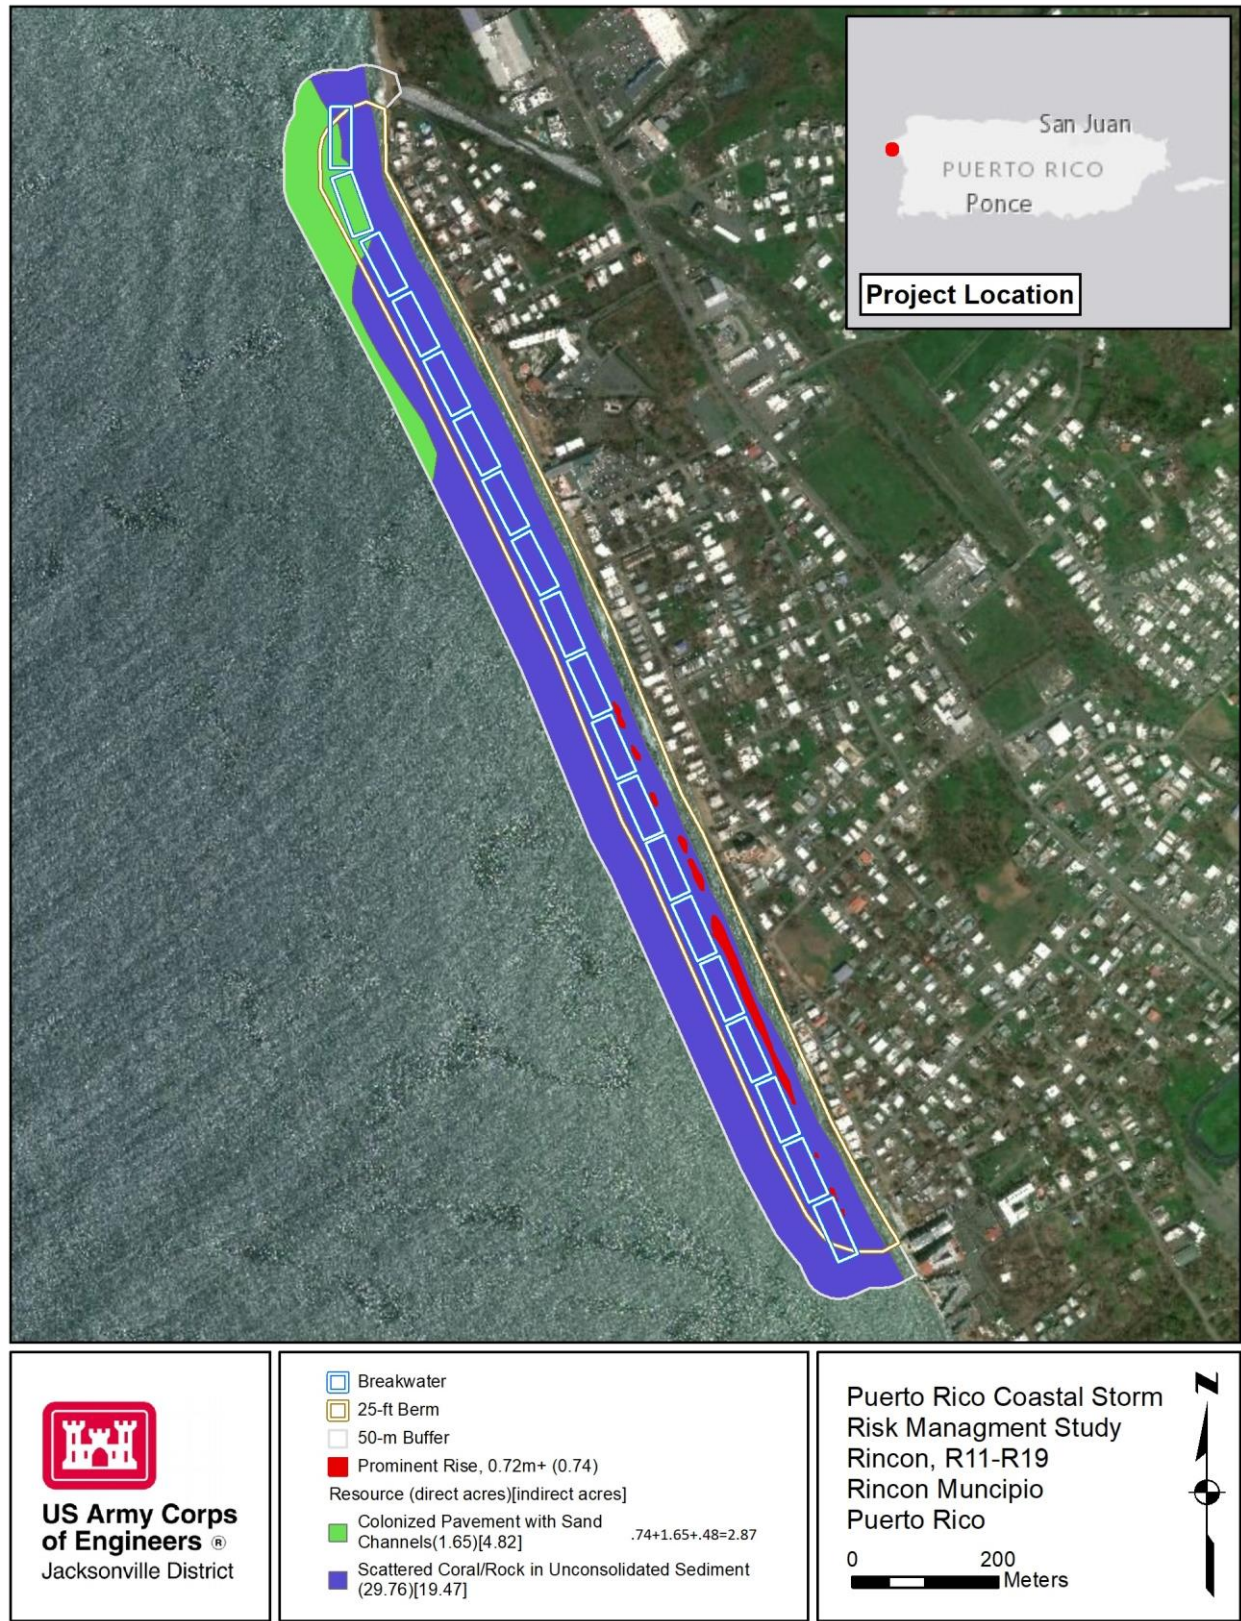 San Juan
PUERTO RICO
Ponce
Project Location
US Army Corps
of Engineers ®
Jacksonville District
Breakwater
25-ft Berm
50-m Buffer
Prominent Rise, 0.72m+ (0.74)
Resource (direct acres)[indirect acres]
Colonized Pavement with Sand
Channels(1.65)[4.82]
.74+1.65+.48=2.87
Scattered Coral/Rock in Unconsolidated Sediment
(29.76)[19.47]
Puerto Rico Coastal Storm
Risk Managment Study
Rincon, R11-R19
Rincon Muncipio
Puerto Rico
0 200
Meters
N